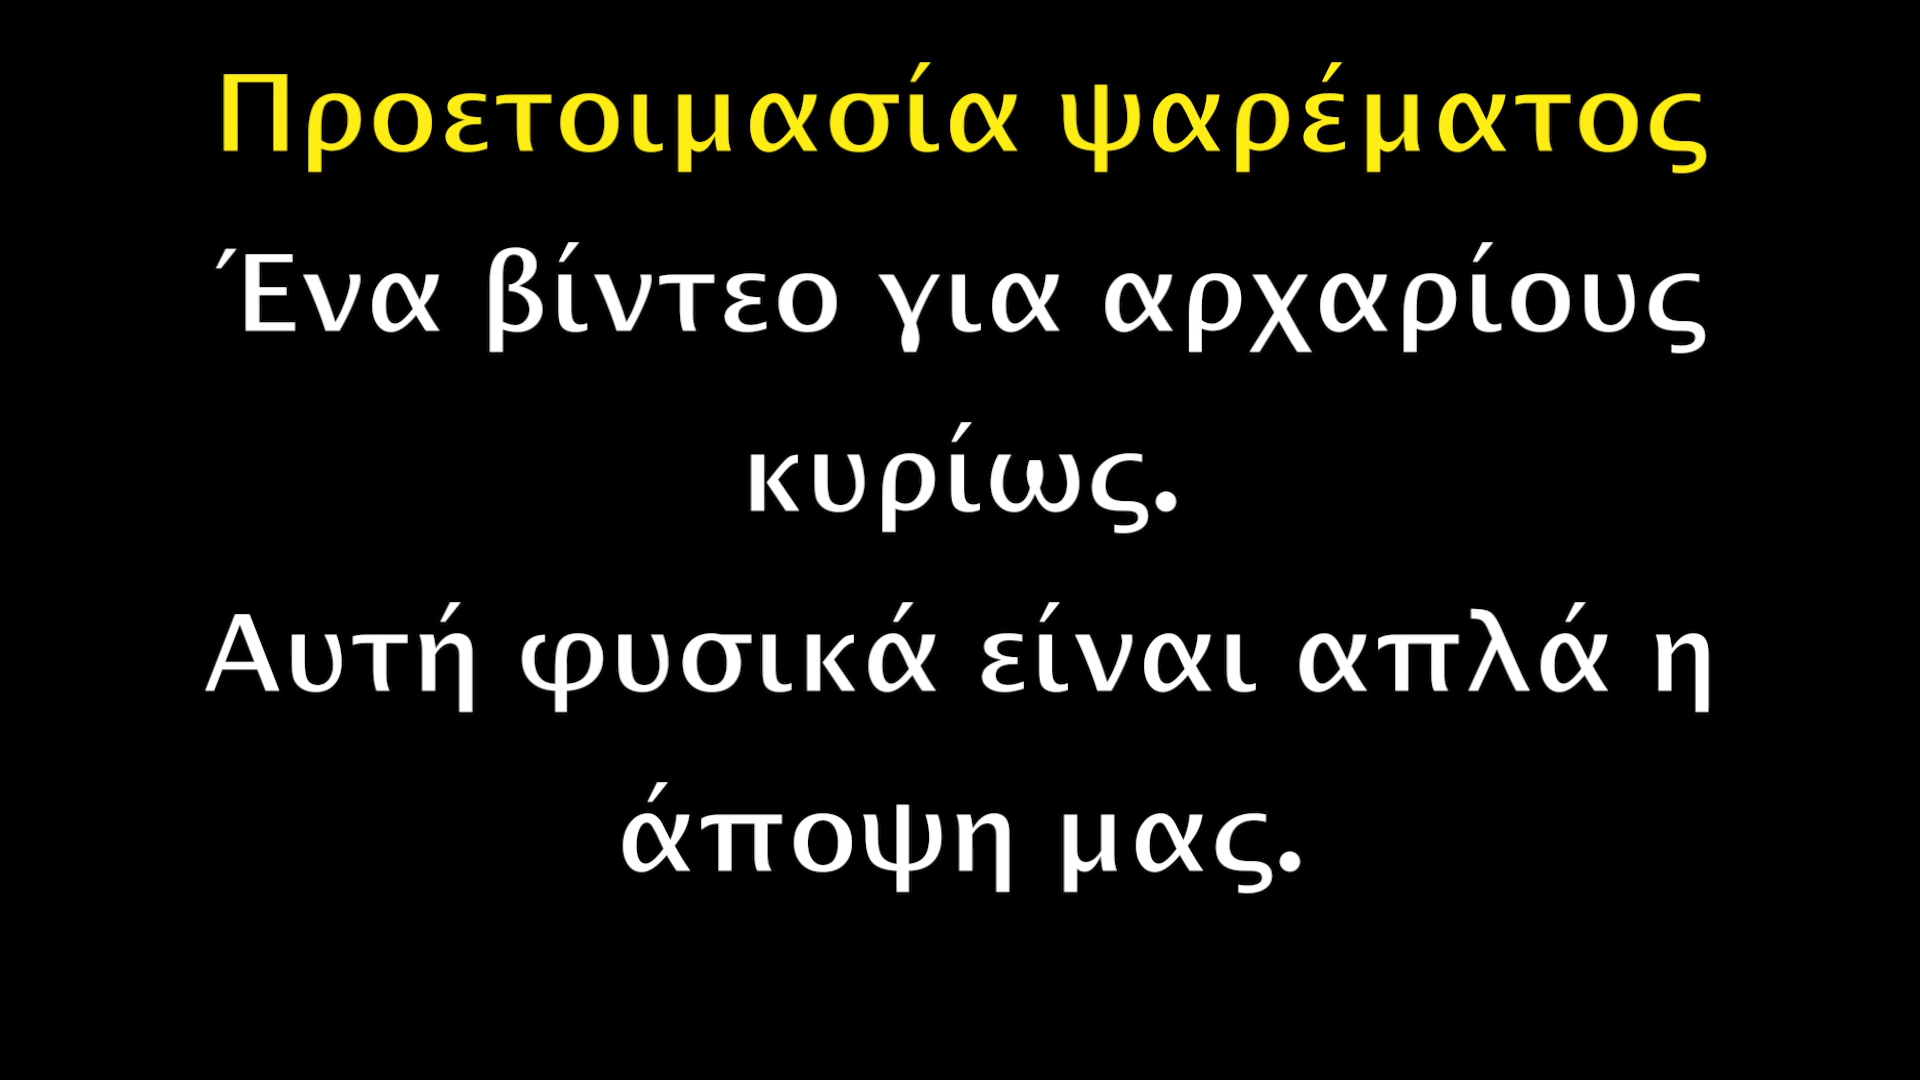 Προετοιμασία ψαρέματος
Ένα βίντεο για αρχαρίους
κυρίως.
Αυτή φυσικά είναι απλά η
άποψη μας.